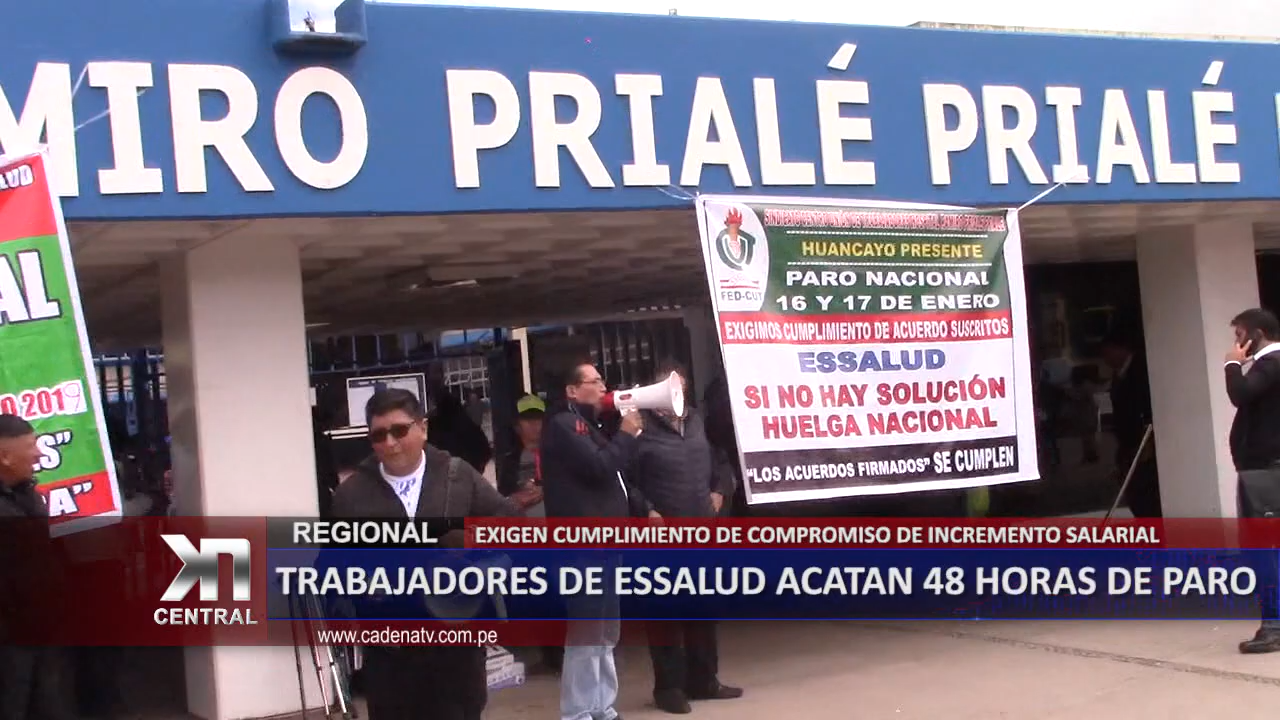 MIRO PRIALÉ PRIALÉ
HUANCAYO PRESENTE
PARO NACIONAL
16 Y 17 DE ENERO
EXIGIMOS CUMPLIMIENTO DE ACUERDO SUSCRITOS
ESSALUD
SI NO HAY SOLUCIÓN
HUELGA NACIONAL
"LOS ACUERDOS FIRMADOS" SE CUMPLEN
FED-CUT
AL
O 2019
ES"
A"
REGIONAL
EXIGEN CUMPLIMIENTO DE COMPROMISO DE INCREMENTO SALARIAL
TRABAJADORES DE ESSALUD ACATAN 48 HORAS DE PARO
CENTRAL
www.cadenatv.com.pe